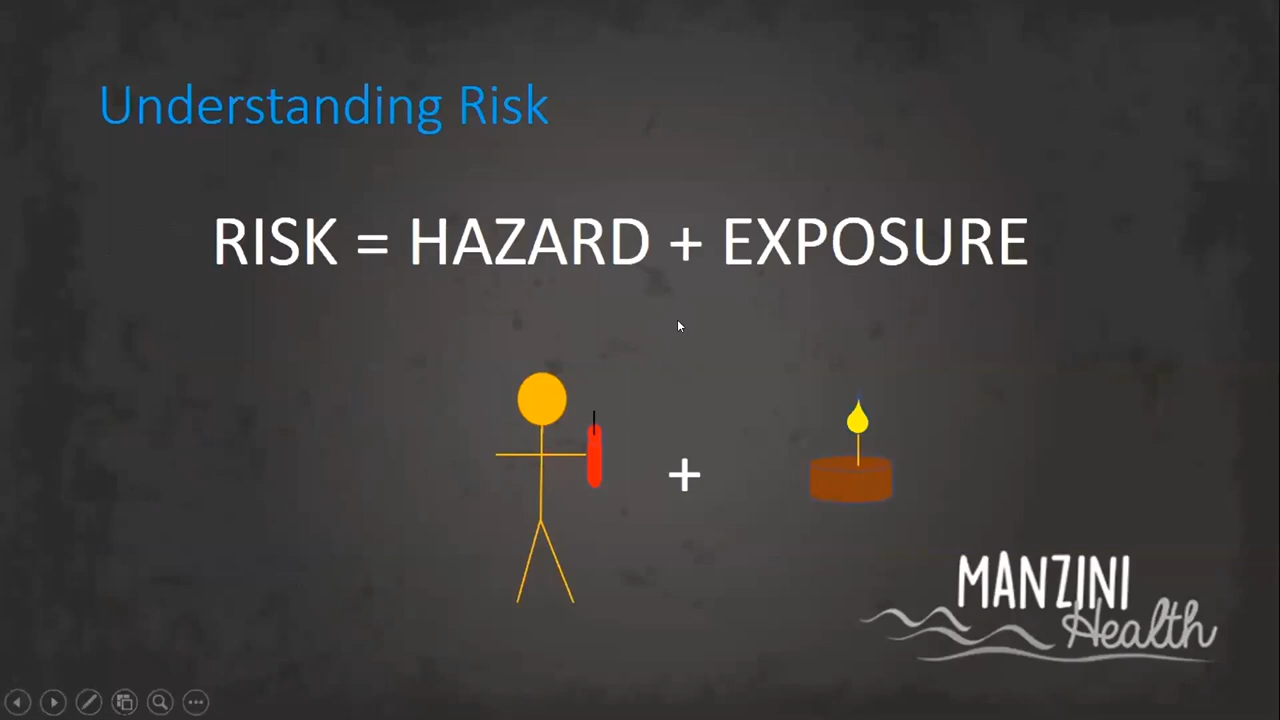 Understanding Risk
RISK = HAZARD + EXPOSURE
+
MANZINI
Health